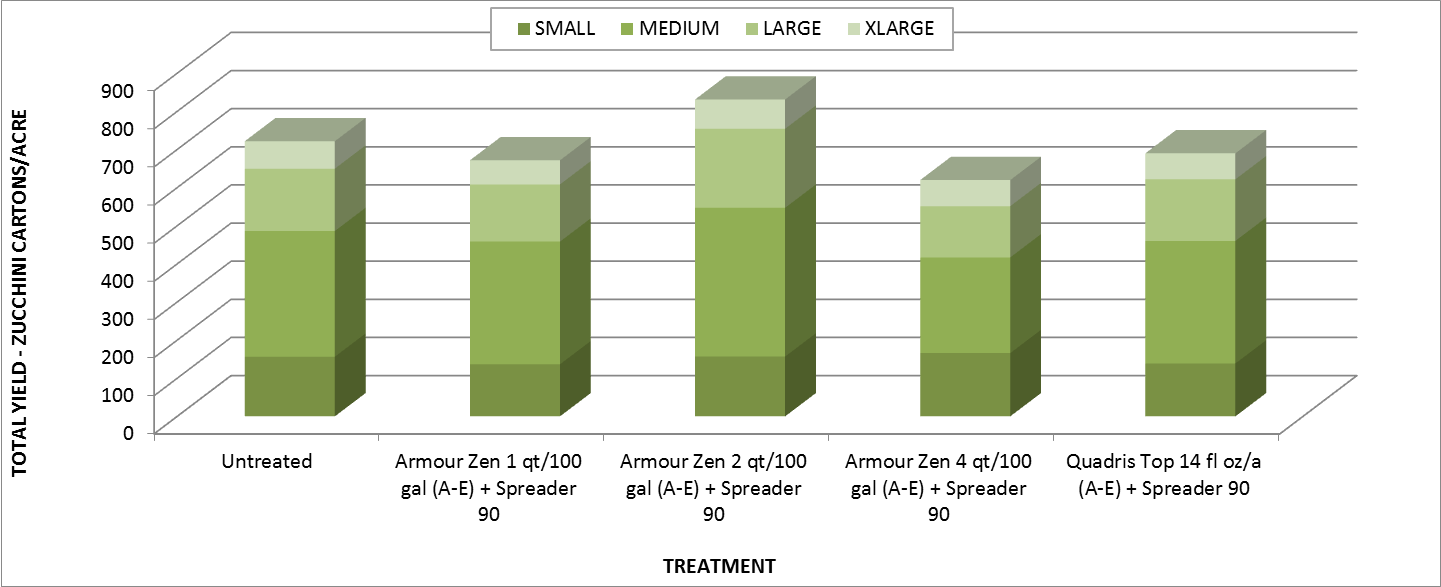 SMALL MEDIUM LARGE XLARGE
TOTAL YIELD - ZUCCHINI CARTONS/ACRE
900
800
700
600
500
400
300
200
100
0
Untreated
Armour Zen 1 qt/100
gal (A-E) + Spreader
90
Armour Zen 2 qt/100
gal (A-E) + Spreader
90
Armour Zen 4 qt/100
gal (A-E) + Spreader
90
Quadris Top 14 fl oz/a
(A-E) + Spreader 90
TREATMENT